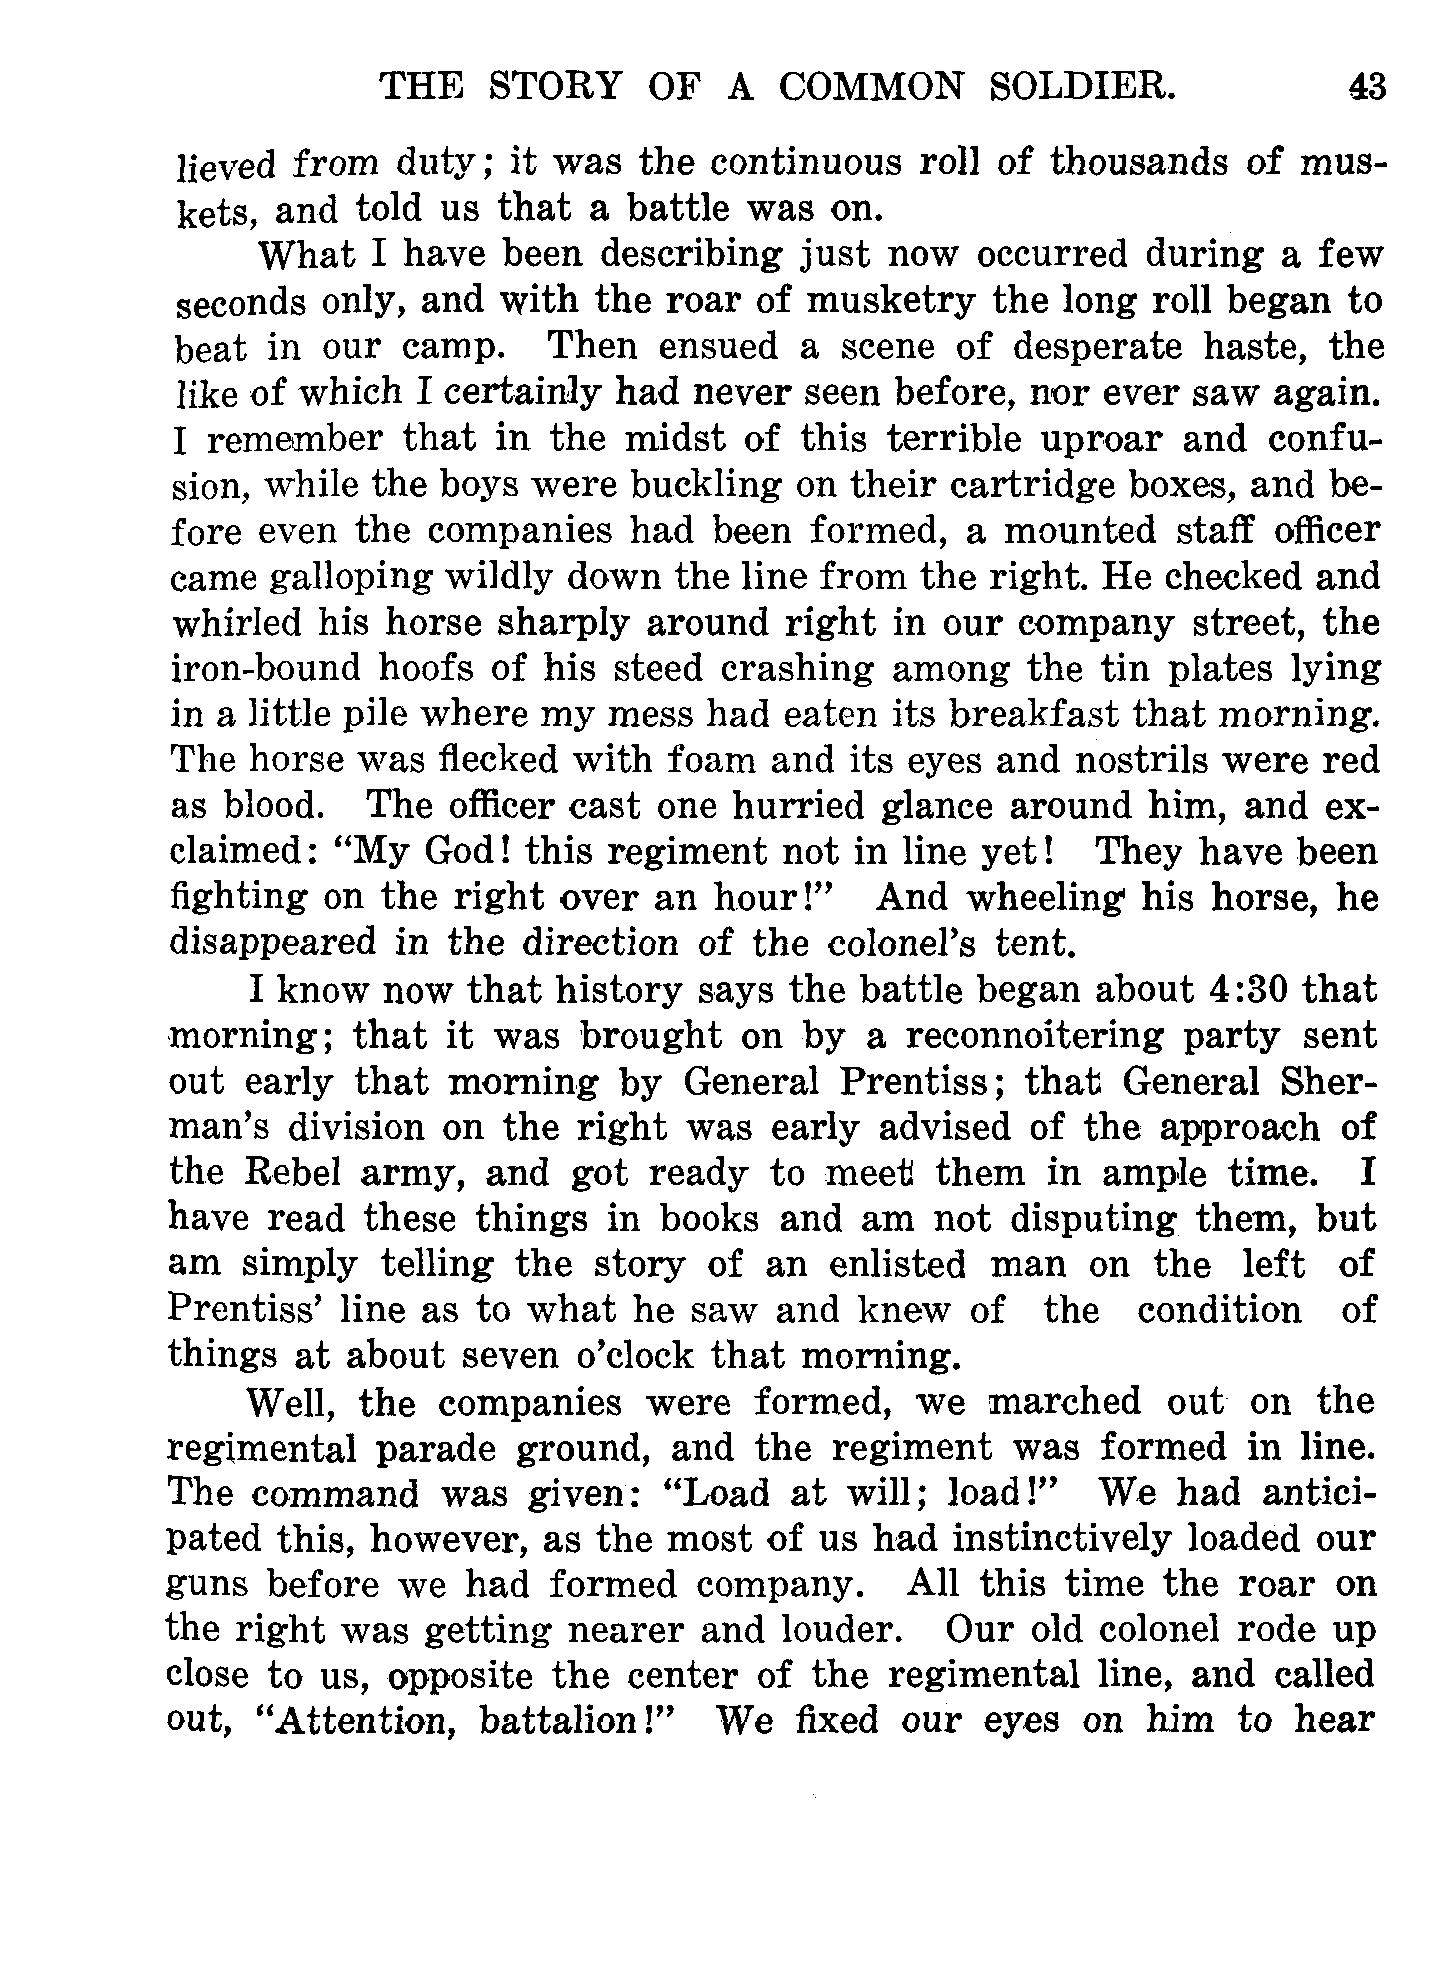 THE STORY OF A COMMON SOLDIER. 43
lieved from duty; it was the continuous roll of thousands of mus-
kets, and told us that a battle was on.
What I have been describing just now occurred during a few
seconds only, and with the roar of musketry the long roll began to
beat in our camp. Then ensued a scene of desperate haste, the
like of which I certainly had never seen before, nor ever saw again.
I remember that in the midst of this terrible uproar and confu-
sion, while the boys were buckling on their cartridge boxes, and be-
fore even the companies had been formed, a mounted staff officer
came galloping wildly down the line from the right. He checked and
whirled his horse sharply around right in our company street, the
iron-bound hoofs of his steed crashing among the tin plates lying
in a little pile where my mess had eaten its breakfast that morning.
The horse was flecked with foam and its eyes and nostrils were red
as blood. The officer cast one hurried glance around him, and ex-
claimed: “My God! this regiment not in line yet! They have been
fighting on the right over an hour!” And wheeling his horse, he
disappeared in the direction of the colonel’s tent.
I know now that history says the battle began about 4:30 that
morning; that it was brought on by a reconnoitering party sent
out early that morning by General Prentiss; that General Sher-
man’s division on the right was early advised of the approach of
the Rebel army, and got ready to meet them in ample time. I
have read these things in books and am not disputing them, but
am simply telling the story of an enlisted man on the left of
Prentiss’ line as to what he saw and knew of the condition of
things at about seven o’clock that morning.
Well, the companies were formed, we marched out on the
regimental parade ground, and the regiment was formed in line.
The command was given: “Load at will; load!” We had antici-
pated this, however, as the most of us had instinctively loaded our
guns before we had formed company. All this time the roar on
the right was getting nearer and louder. Our old colonel rode up
close to us, opposite the center of the regimental line, and called
out, “Attention, battalion!” We fixed our eyes on him to hear